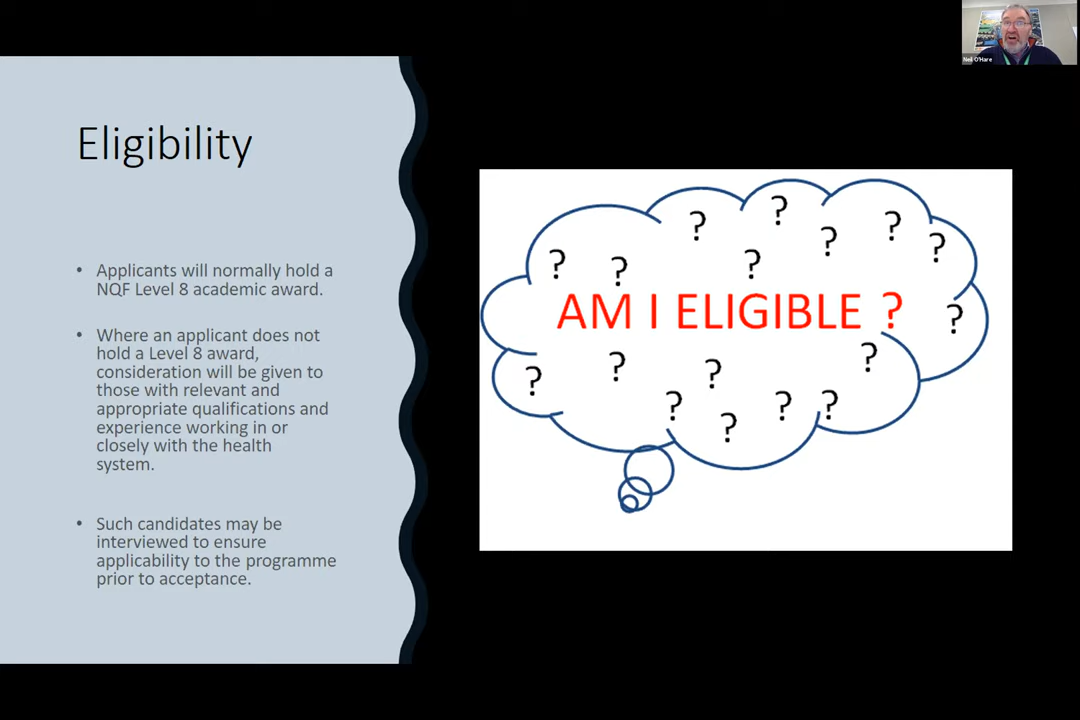 Neil O'Hare
Eligibility
• Applicants will normally hold a
NQF Level 8 academic award.
• Where an applicant does not
hold a Level 8 award,
consideration will be given to
those with relevant and
appropriate qualifications and
experience working in or
closely with the health
system.
• Such candidates may be
interviewed to ensure
applicability to the programme
prior to acceptance.
? ? ? ? ?
? ? ? ?
AM I ELIGIBLE ?
?
? ? ? ?
? ? ? ?